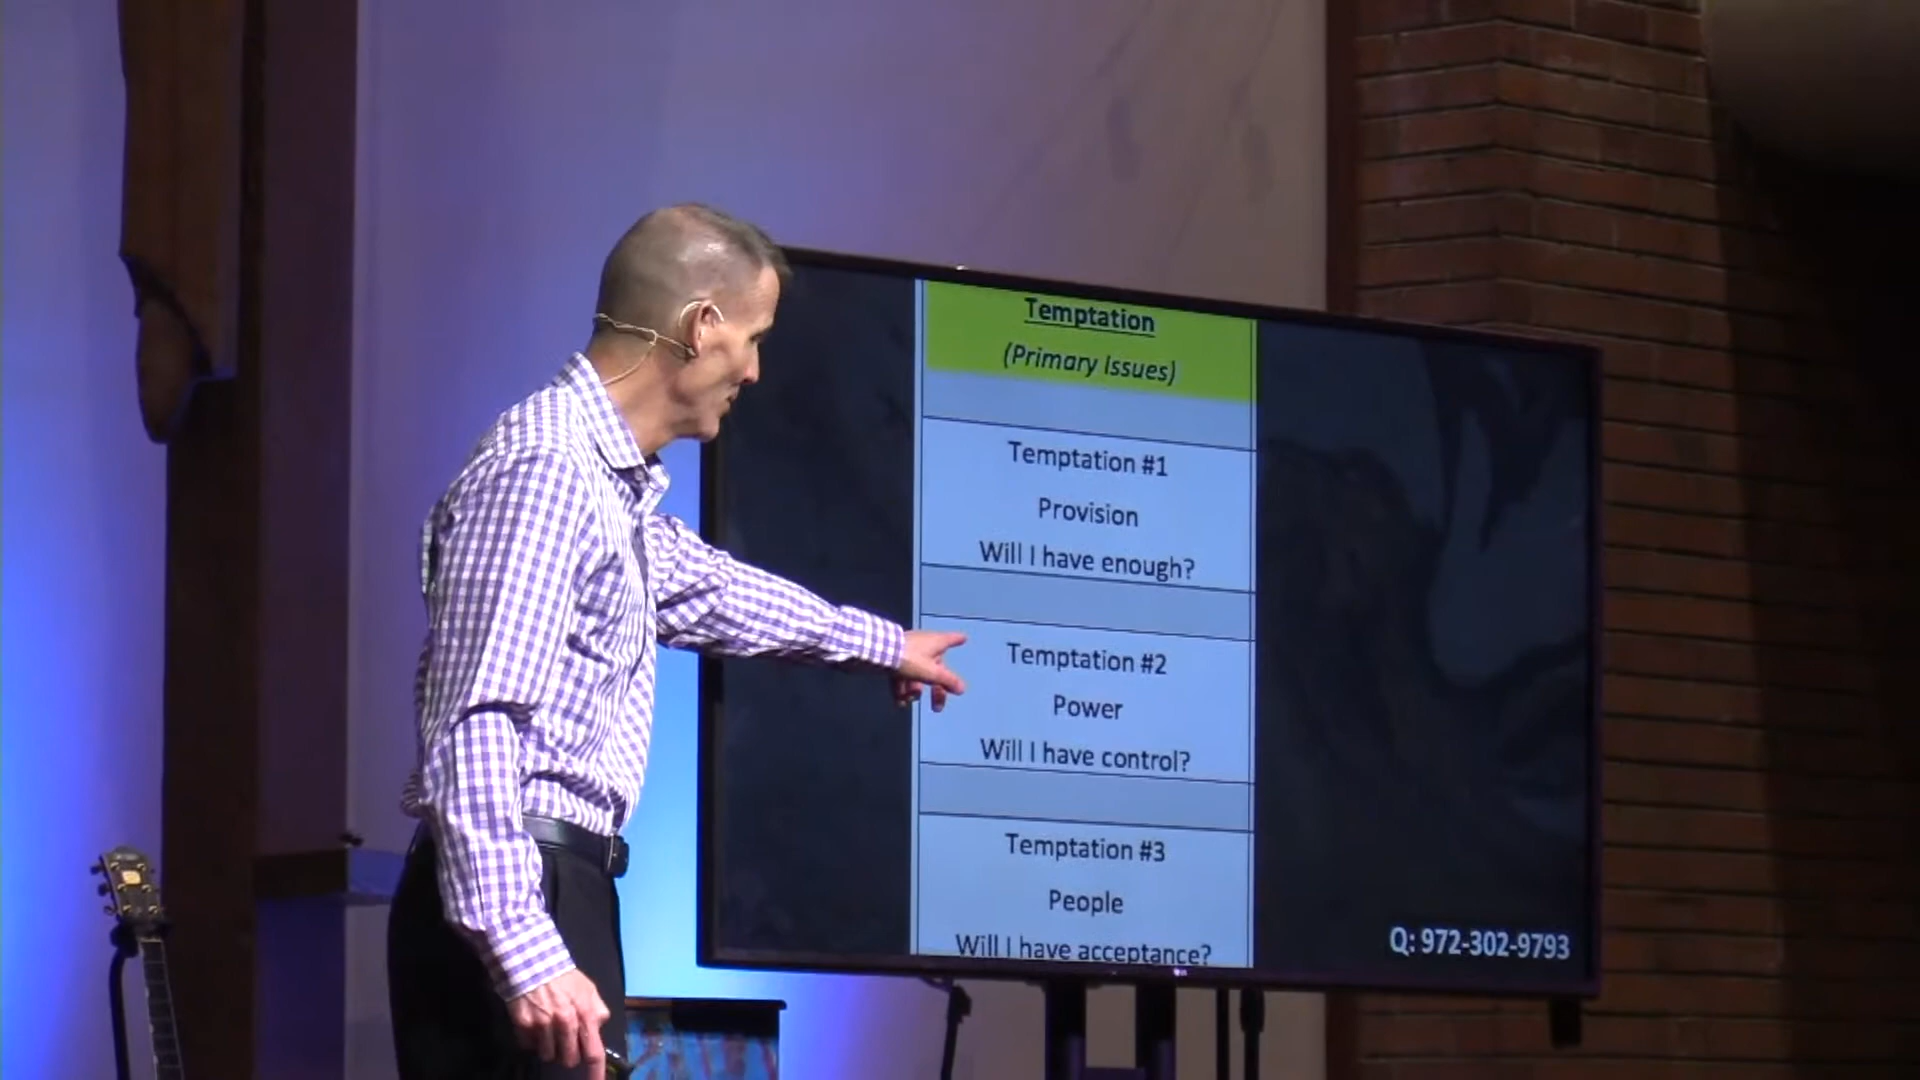 Temptation
(Primary Issues)
Temptation #1
Provision
Will I have enough?
Temptation #2
Power
Will I have control?
Temptation #3
People
Will I have acceptance?
Q: 972-302-9793
LG